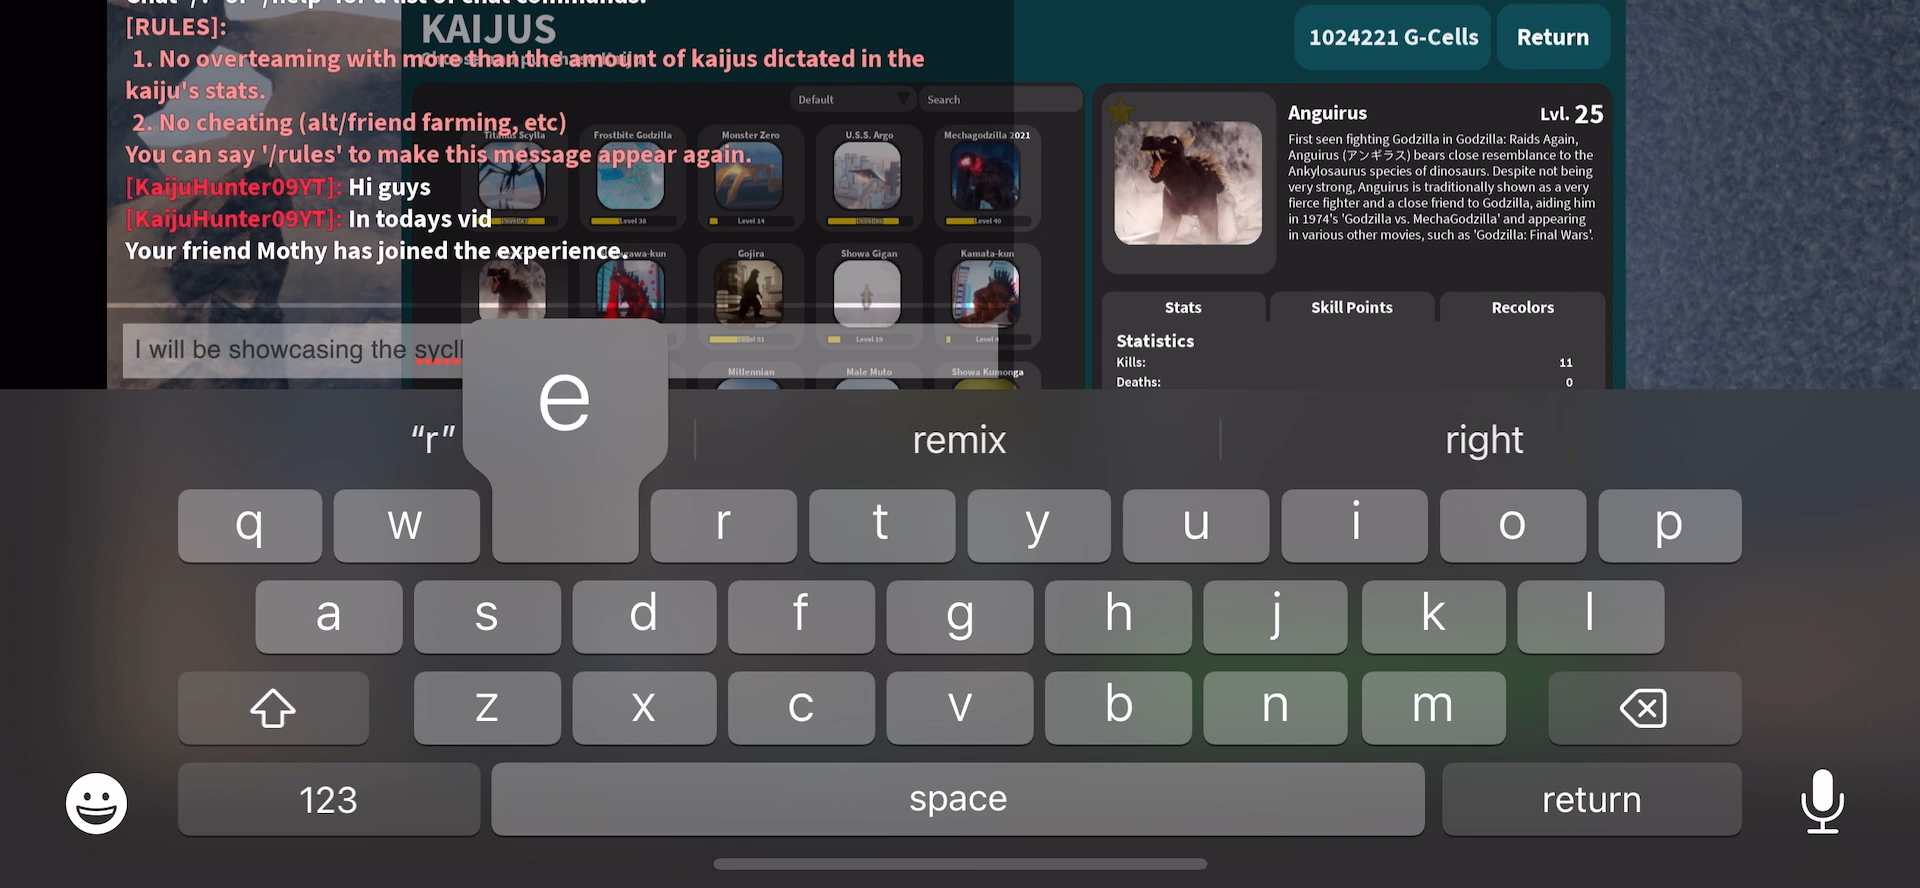 KAIJUS
1024221 G-Cells
Return
[RULES]:
1. No overteaming with more than the amount of kaijus dictated in the
kaiju's stats.
2. No cheating (alt/friend farming, etc)
You can say '/rules' to make this message appear again.
[KaijuHunter09YT]: Hi guys
[KaijuHunter09YT]: In todays vid
Your friend Mothy has joined the experience.
I will be showcasing the sycll
Default
Search
Titanus Scylla
Frostbite Godzilla
Monster Zero
U.S.S. Argo
Mechagodzilla 2021
Level 38
Level 14
Level 40
Gojira
Showa Gigan
Kamata-kun
Level 51
Level 19
Level 4
Millennian
Male Muto
Showa Kumonga
Anguirus
Lvl. 25
First seen fighting Godzilla in Godzilla: Raids Again,
Anguirus (アンギラス) bears close resemblance to the
Ankylosaurus species of dinosaurs. Despite not being
very strong, Anguirus is traditionally shown as a very
fierce fighter and a close friend to Godzilla, aiding him
in 1974's 'Godzilla vs. MechaGodzilla' and appearing
in various other movies, such as 'Godzilla: Final Wars'.
Stats
Skill Points
Recolors
Statistics
Kills: 11
Deaths: 0
“r”
remix
right
e
q w r t y u i o p
a s d f g h j k l
z x c v b n m
123
space
return